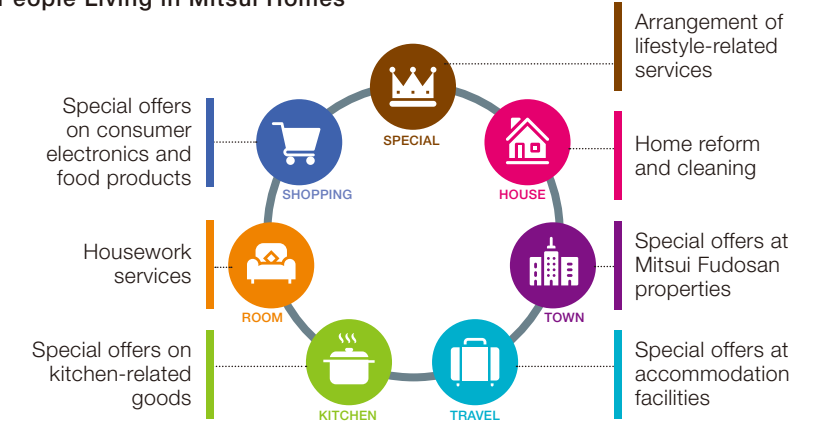 People Living in Mitsui Homes
Arrangement of
lifestyle-related
services
SPECIAL
Special offers
on consumer
electronics and
food products
SHOPPING
Home reform
and cleaning
HOUSE
Housework
services
ROOM
Special offers at
Mitsui Fudosan
properties
TOWN
Special offers on
kitchen-related
goods
KITCHEN
Special offers at
accommodation
facilities
TRAVEL